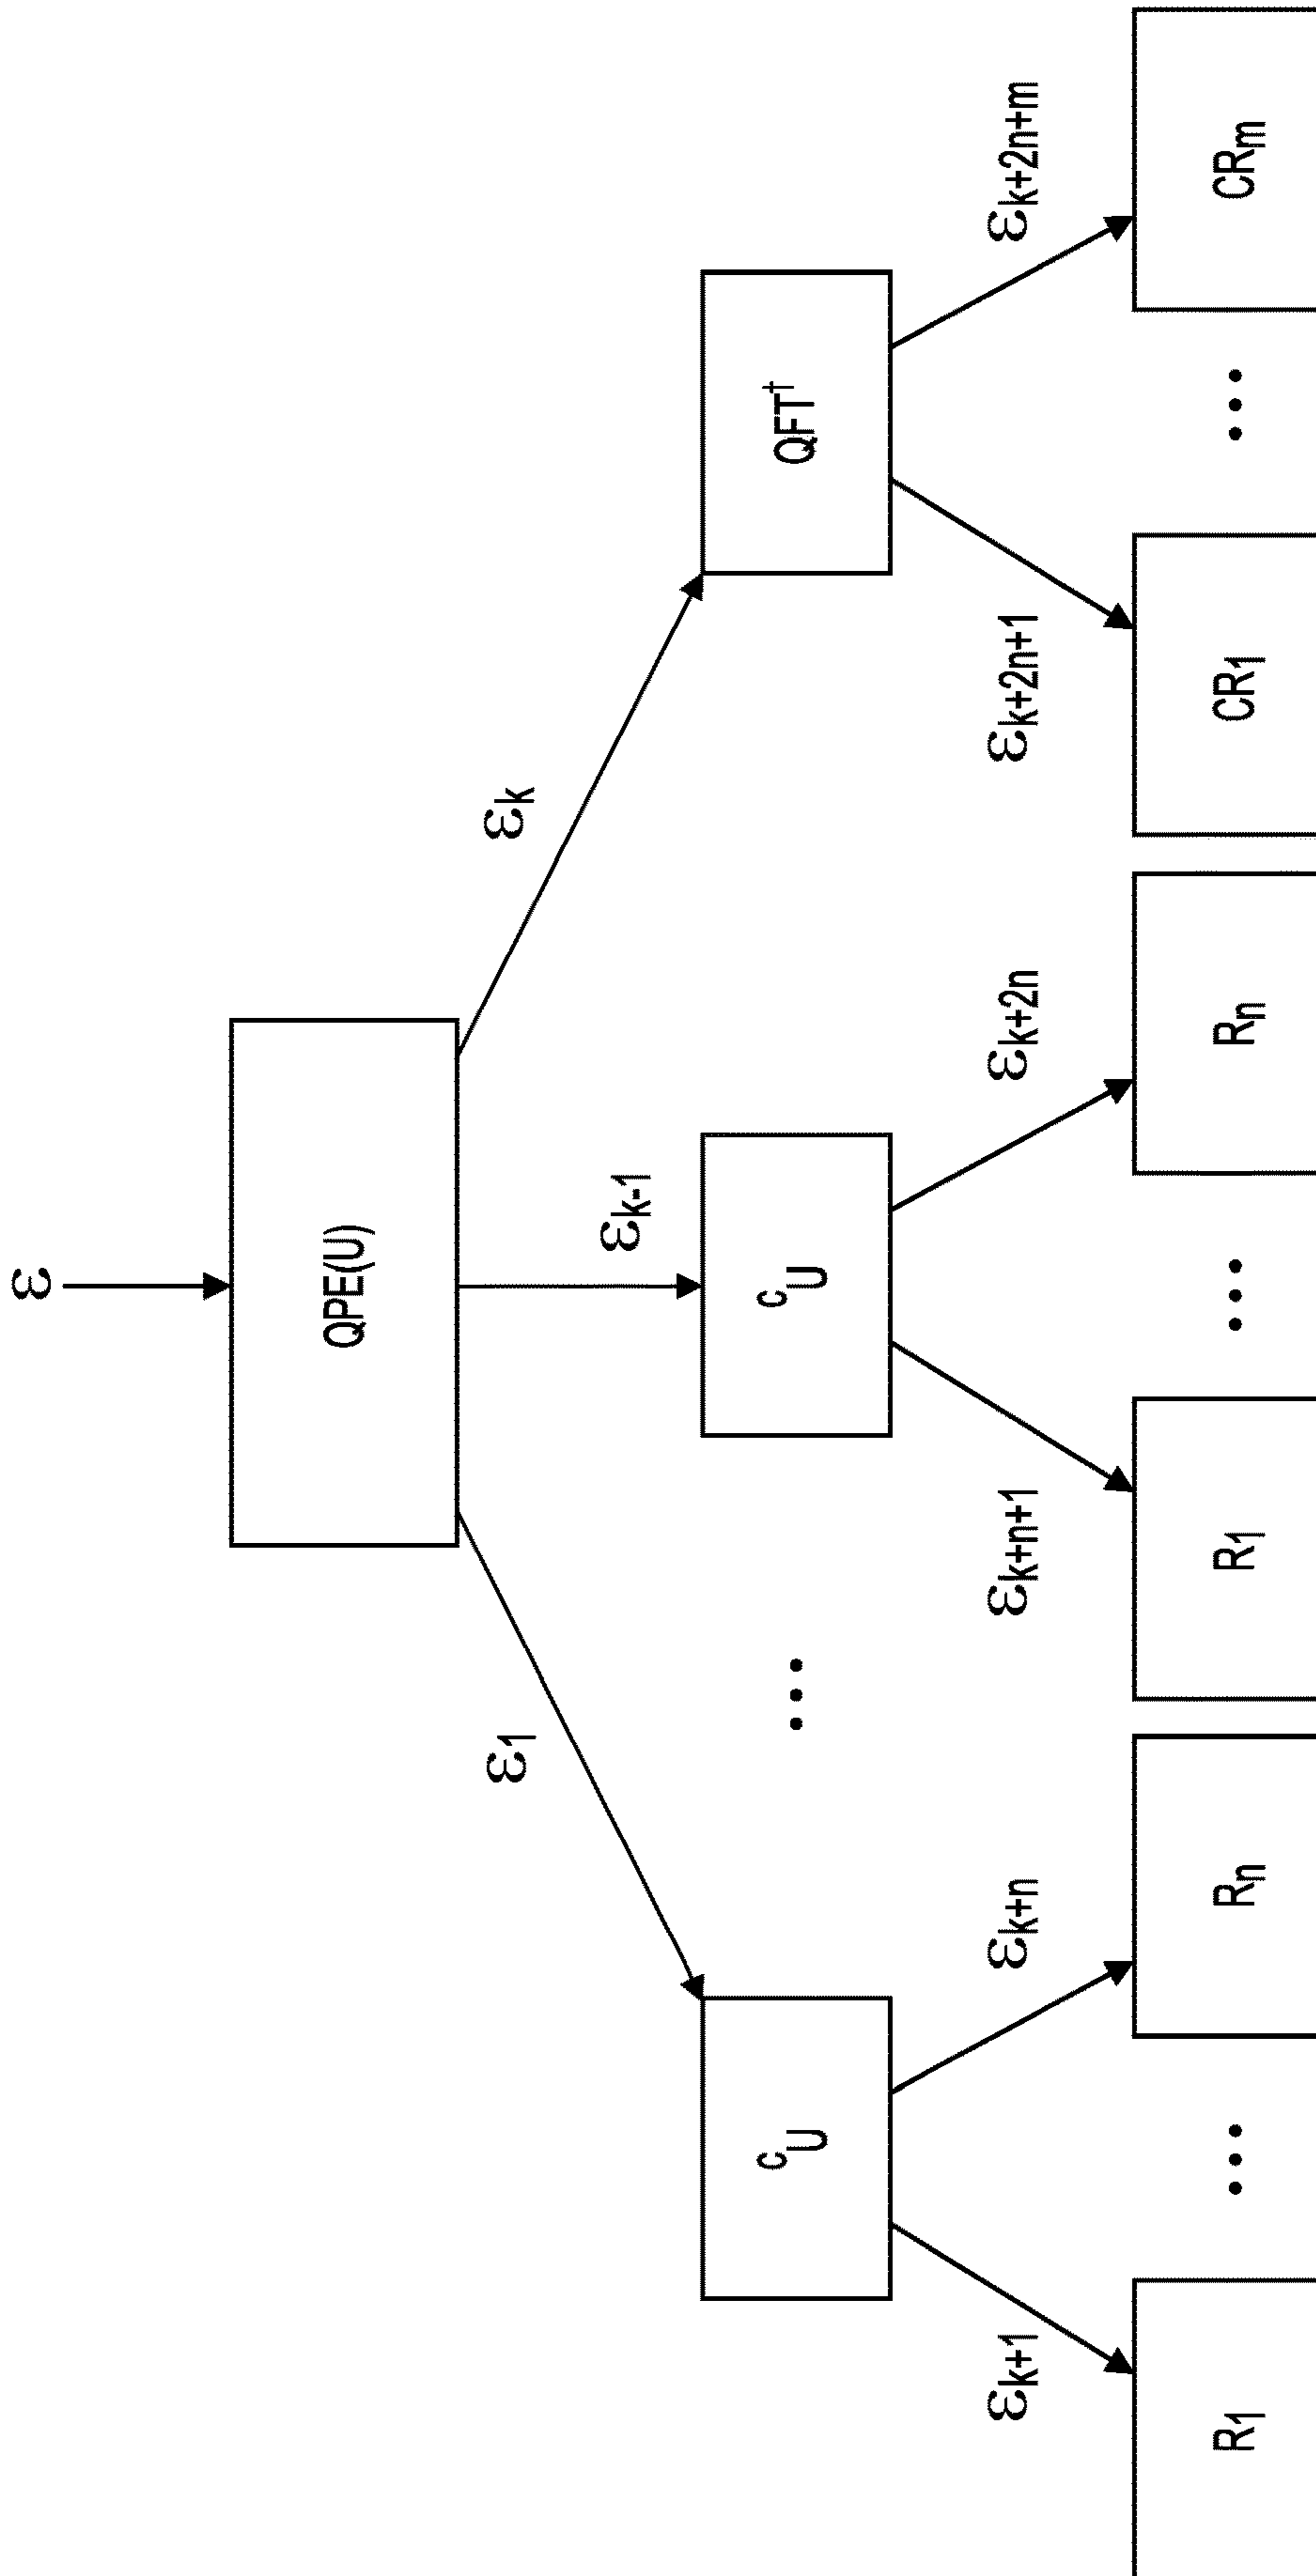 ε
QPE(U)
ε₁
εₖ₋₁
εₖ
ᶜU
...
ᶜU
QFT†
εₖ₊₁
εₖ₊ₙ
εₖ₊ₙ₊₁
εₖ₊₂ₙ
εₖ₊₂ₙ₊₁
εₖ₊₂ₙ₊ₘ
R₁
...
Rₙ
R₁
...
Rₙ
CR₁
...
CRₘ